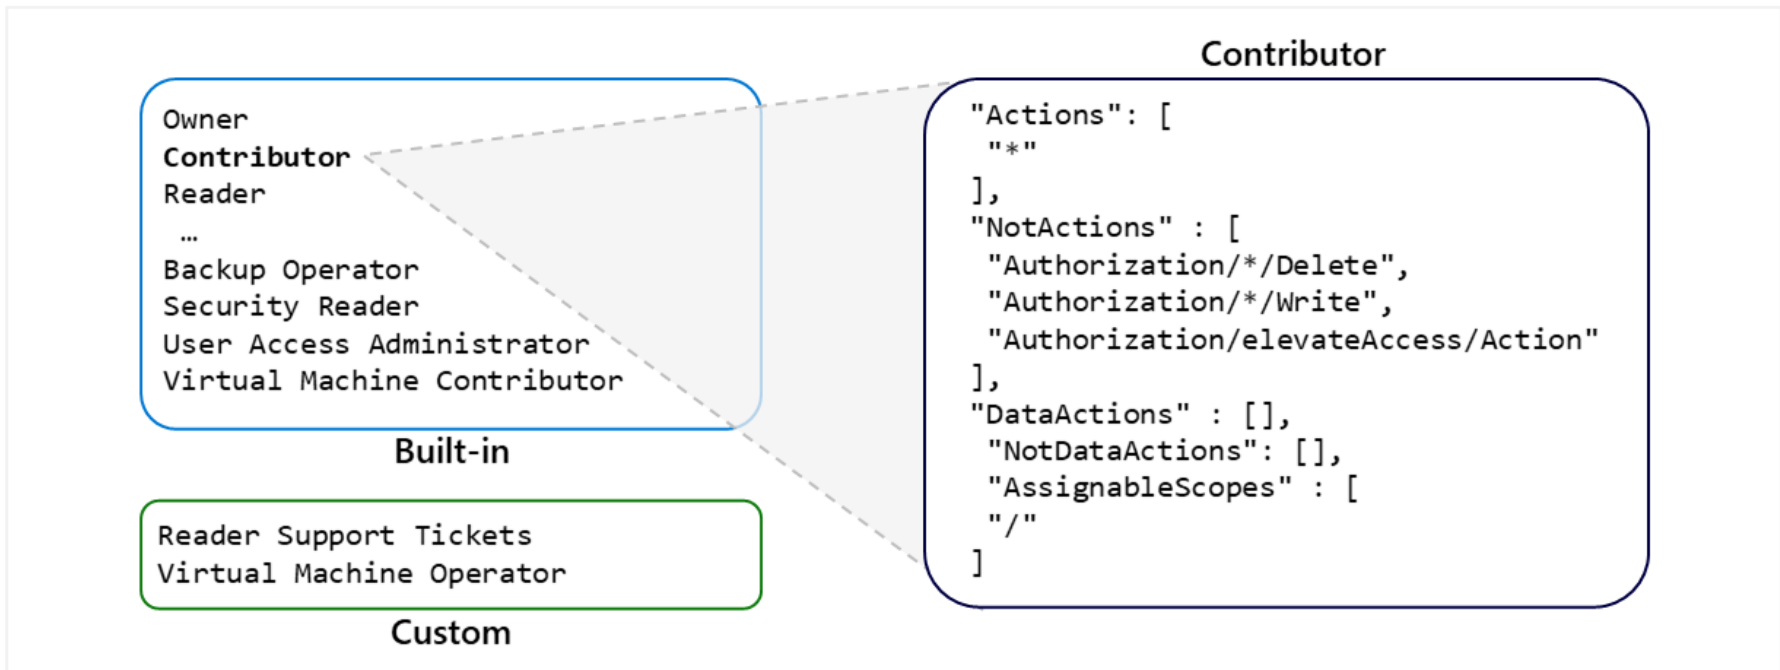 Owner
Contributor
Reader
…
Backup Operator
Security Reader
User Access Administrator
Virtual Machine Contributor
Built-in
Reader Support Tickets
Virtual Machine Operator
Custom
Contributor
"Actions": [
"*"
],
"NotActions" : [
"Authorization/*/Delete",
"Authorization/*/Write",
"Authorization/elevateAccess/Action"
],
"DataActions" : [],
"NotDataActions": [],
"AssignableScopes" : [
"/"
]